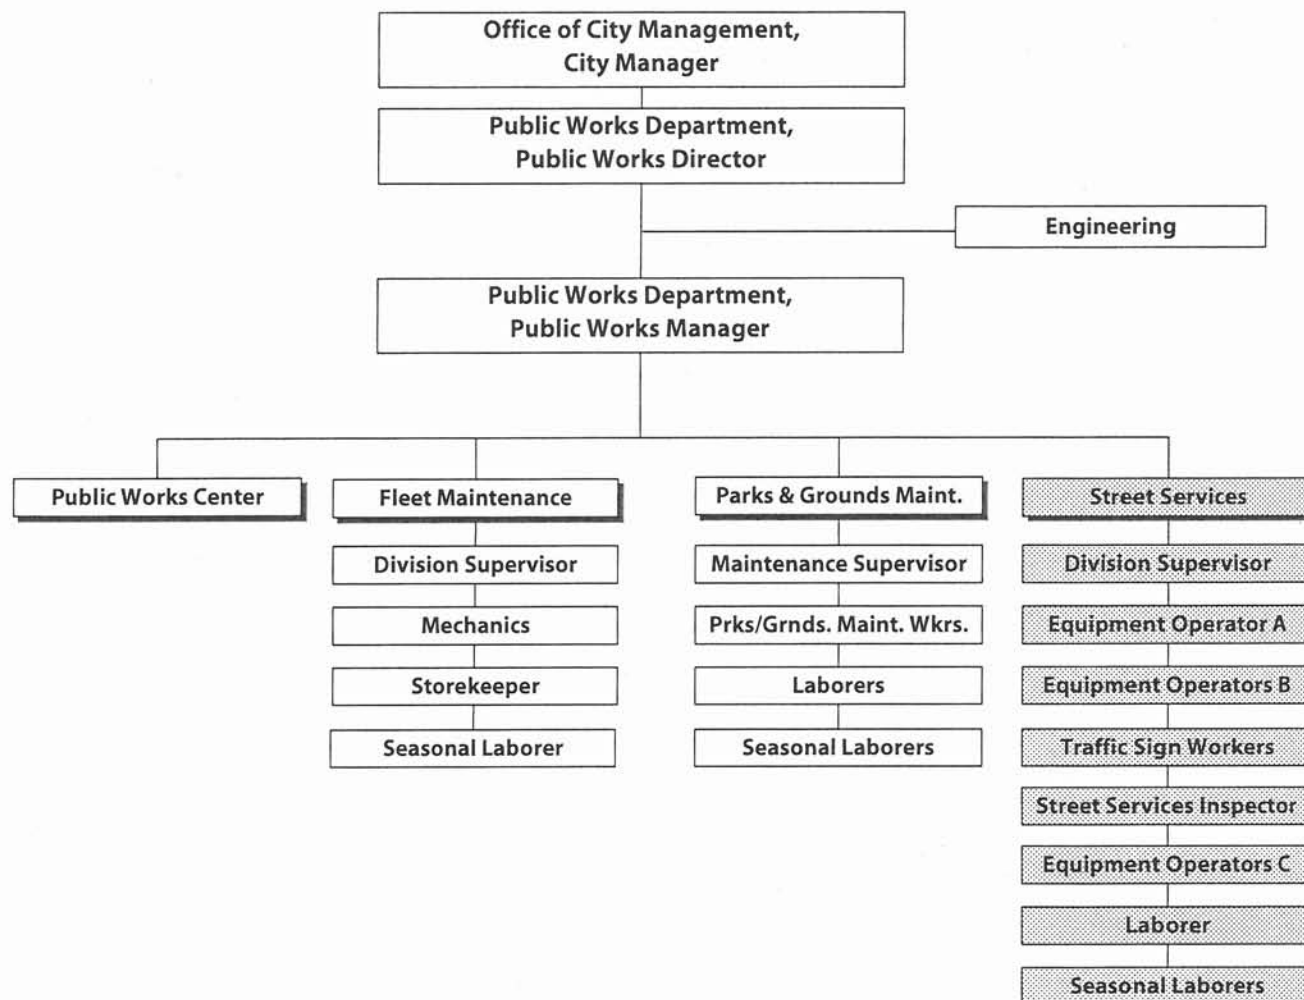 Office of City Management,
City Manager
Public Works Department,
Public Works Director
Engineering
Public Works Department,
Public Works Manager
Public Works Center
Fleet Maintenance
Division Supervisor
Mechanics
Storekeeper
Seasonal Laborer
Parks & Grounds Maint.
Maintenance Supervisor
Prks/Grnds. Maint. Wkrs.
Laborers
Seasonal Laborers
Street Services
Division Supervisor
Equipment Operator A
Equipment Operators B
Traffic Sign Workers
Street Services Inspector
Equipment Operators C
Laborer
Seasonal Laborers